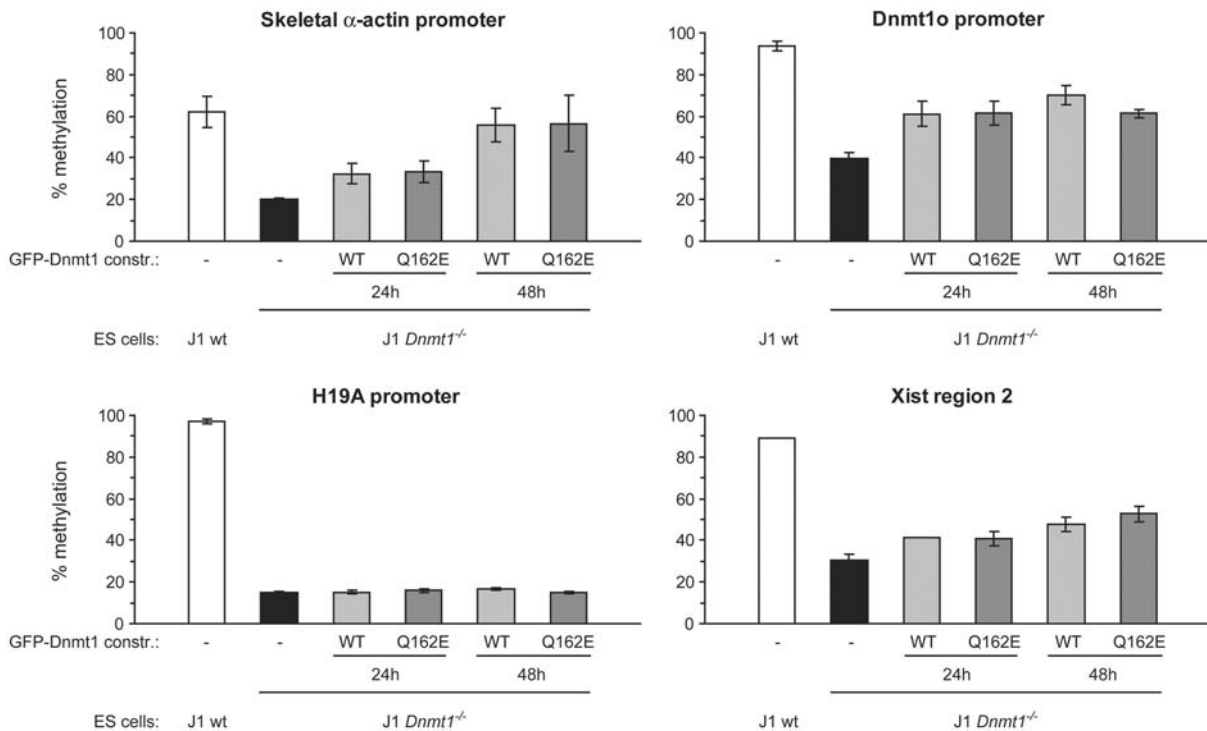 Skeletal α-actin promoter
% methylation
100
80
60
40
20
0
GFP-Dnmt1 constr.: - - WT Q162E WT Q162E
24h 48h
ES cells: J1 wt J1 Dnmt1-/-
Dnmt1o promoter
100
80
60
40
20
0
- - WT Q162E WT Q162E
24h 48h
J1 wt J1 Dnmt1-/-
H19A promoter
% methylation
100
80
60
40
20
0
GFP-Dnmt1 constr.: - - WT Q162E WT Q162E
24h 48h
ES cells: J1 wt J1 Dnmt1-/-
Xist region 2
100
80
60
40
20
0
- - WT Q162E WT Q162E
24h 48h
J1 wt J1 Dnmt1-/-